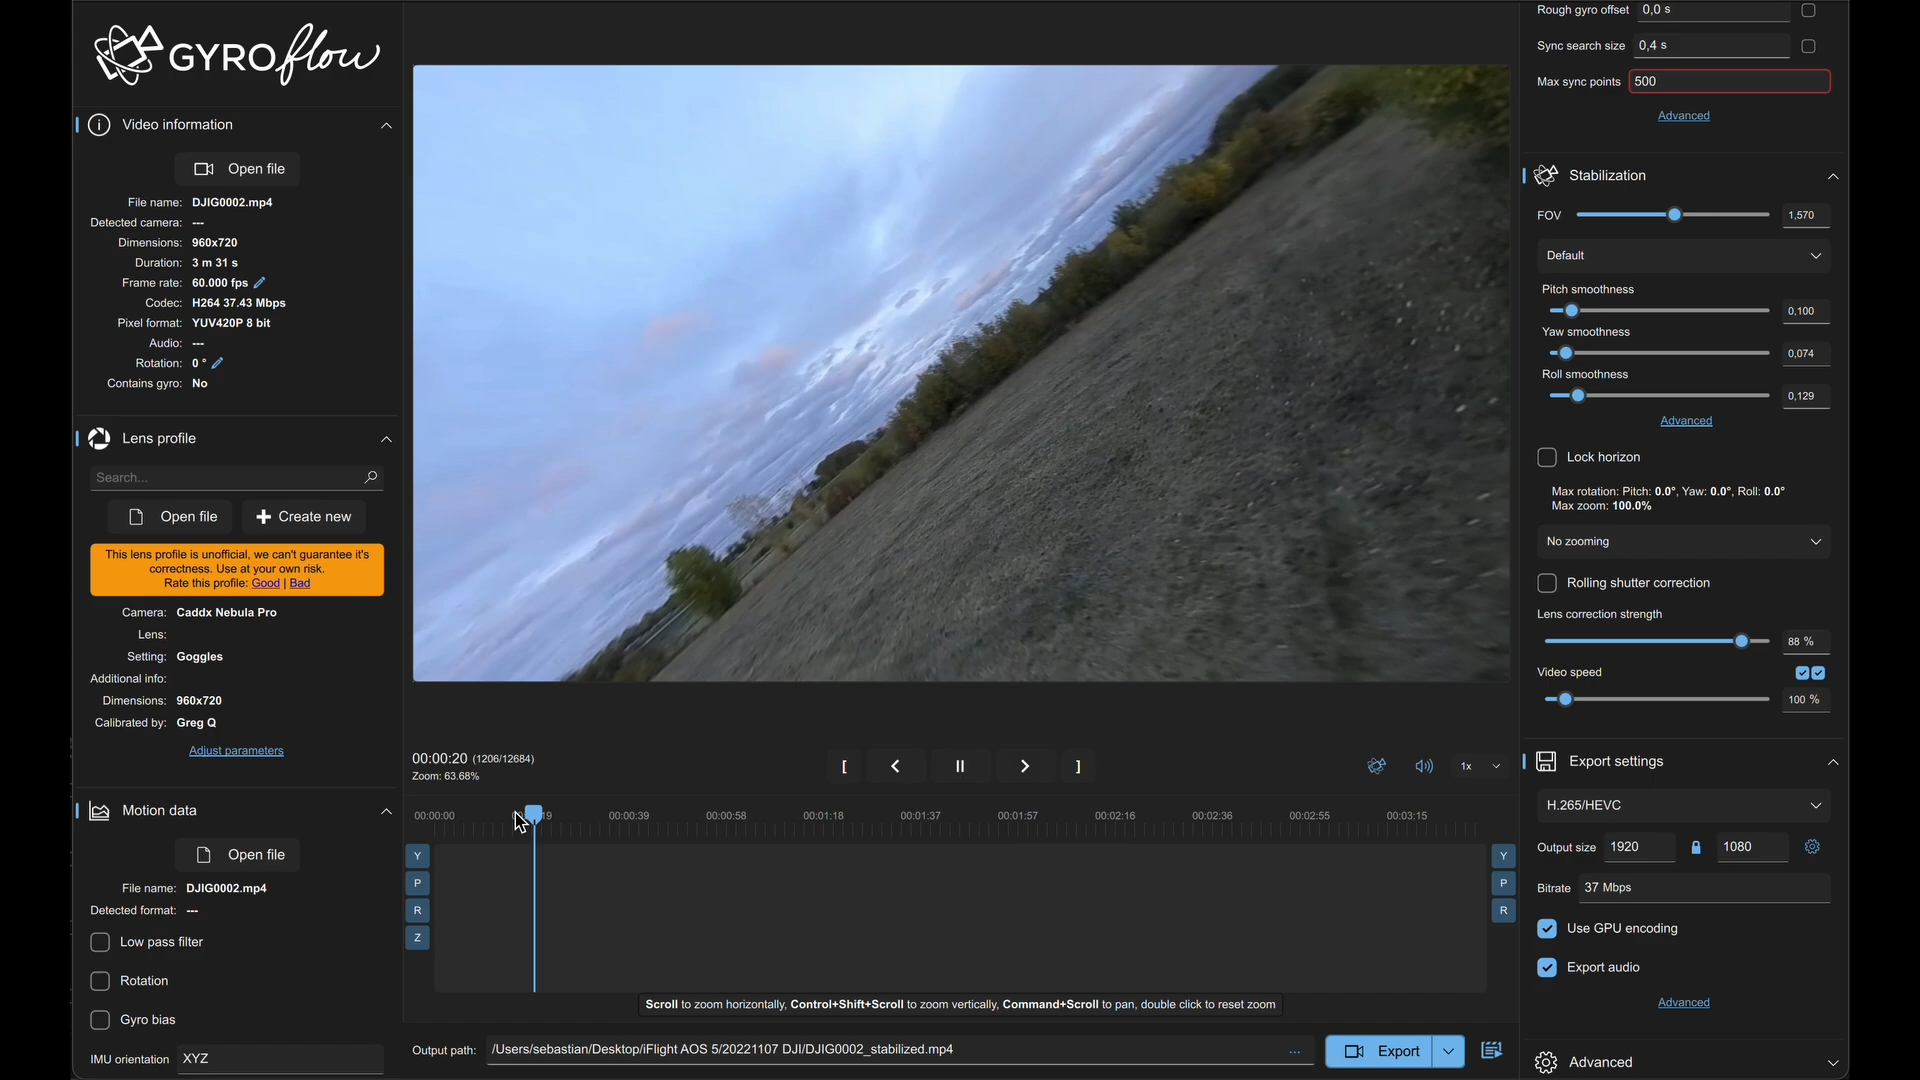 GYROflow
Video information
Open file
File name: DJIG0002.mp4
Detected camera: ---
Dimensions: 960x720
Duration: 3 m 31 s
Frame rate: 60.000 fps
Codec: H264 37.43 Mbps
Pixel format: YUV420P 8 bit
Audio: ---
Rotation: 0 °
Contains gyro: No
Lens profile
Search...
Open file
Create new
This lens profile is unofficial, we can't guarantee it's
correctness. Use at your own risk.
Rate this profile: Good | Bad
Camera: Caddx Nebula Pro
Lens:
Setting: Goggles
Additional info:
Dimensions: 960x720
Calibrated by: Greg Q
Adjust parameters
Motion data
Open file
File name: DJIG0002.mp4
Detected format: ---
Low pass filter
Rotation
Gyro bias
IMU orientation XYZ
00:00:20 (1206/12684)
Zoom: 63.68%
[
]
1x
00:00:00 19 00:00:39 00:00:58 00:01:18 00:01:37 00:01:57 00:02:16 00:02:36 00:02:55 00:03:15
Y
P
R
Z
Y
P
R
Scroll to zoom horizontally, Control+Shift+Scroll to zoom vertically, Command+Scroll to pan, double click to reset zoom
Output path: /Users/sebastian/Desktop/iFlight AOS 5/20221107 DJI/DJIG0002_stabilized.mp4 ...
Export
Rough gyro offset 0,0 s
Sync search size 0,4 s
Max sync points 500
Advanced
Stabilization
FOV 1,570
Default
Pitch smoothness
0,100
Yaw smoothness
0,074
Roll smoothness
0,129
Advanced
Lock horizon
Max rotation: Pitch: 0.0°, Yaw: 0.0°, Roll: 0.0°
Max zoom: 100.0%
No zooming
Rolling shutter correction
Lens correction strength
88 %
Video speed
100 %
Export settings
H.265/HEVC
Output size 1920 1080
Bitrate 37 Mbps
Use GPU encoding
Export audio
Advanced
Advanced